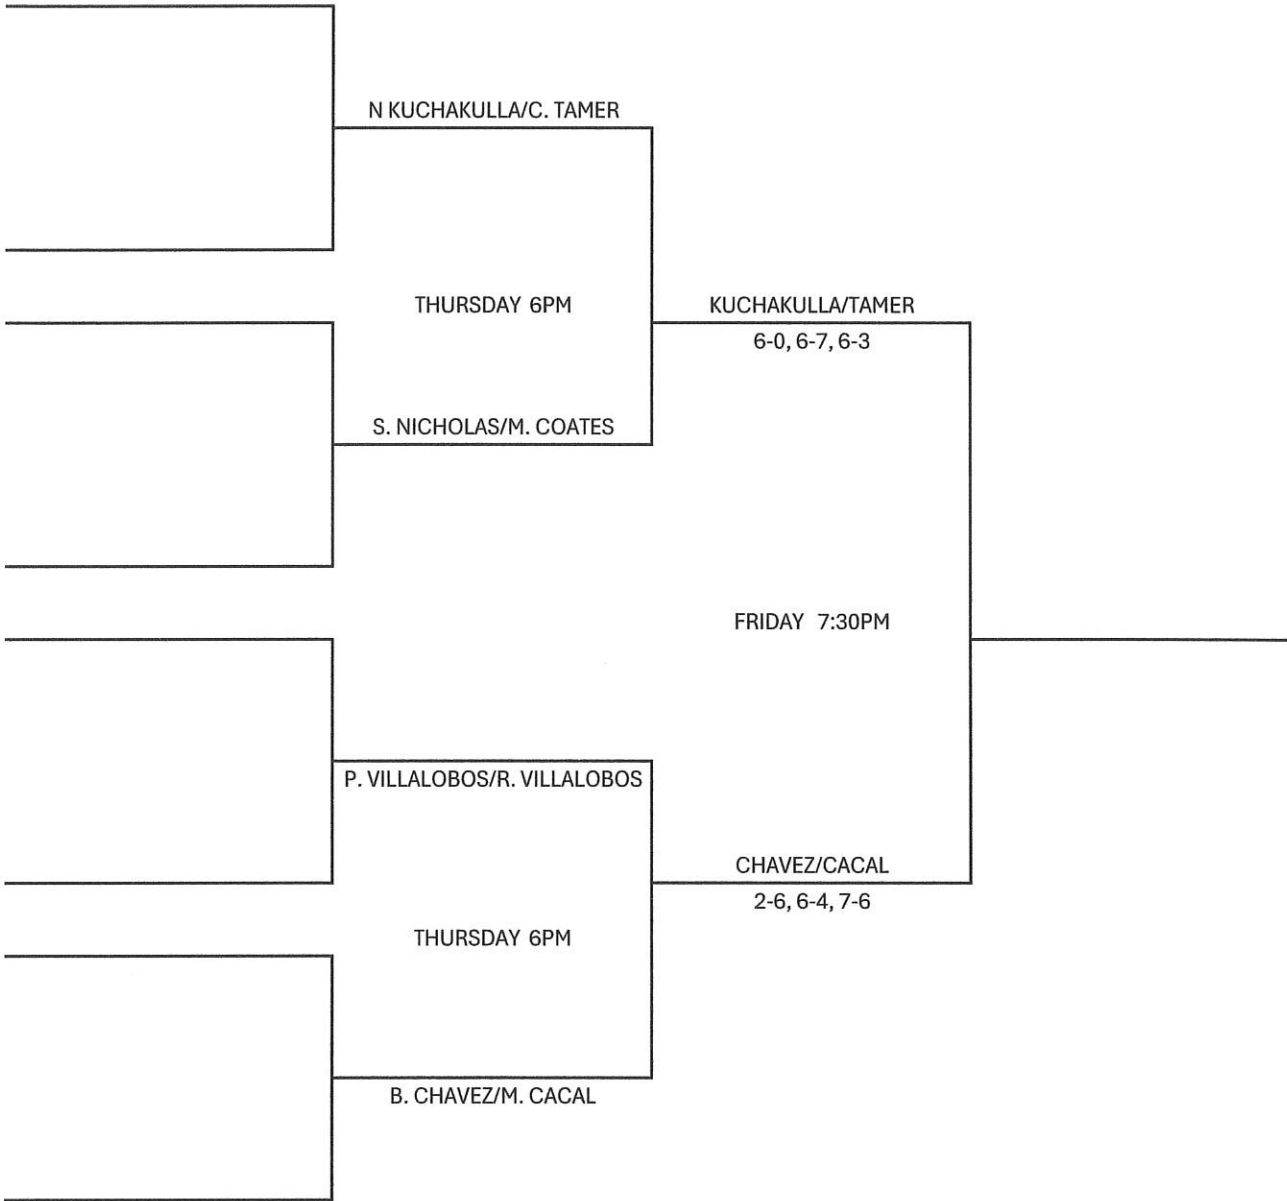 N KUCHAKULLA/C. TAMER
THURSDAY 6PM
KUCHAKULLA/TAMER
6-0, 6-7, 6-3
S. NICHOLAS/M. COATES
FRIDAY 7:30PM
P. VILLALOBOS/R. VILLALOBOS
CHAVEZ/CACAL
2-6, 6-4, 7-6
THURSDAY 6PM
B. CHAVEZ/M. CACAL